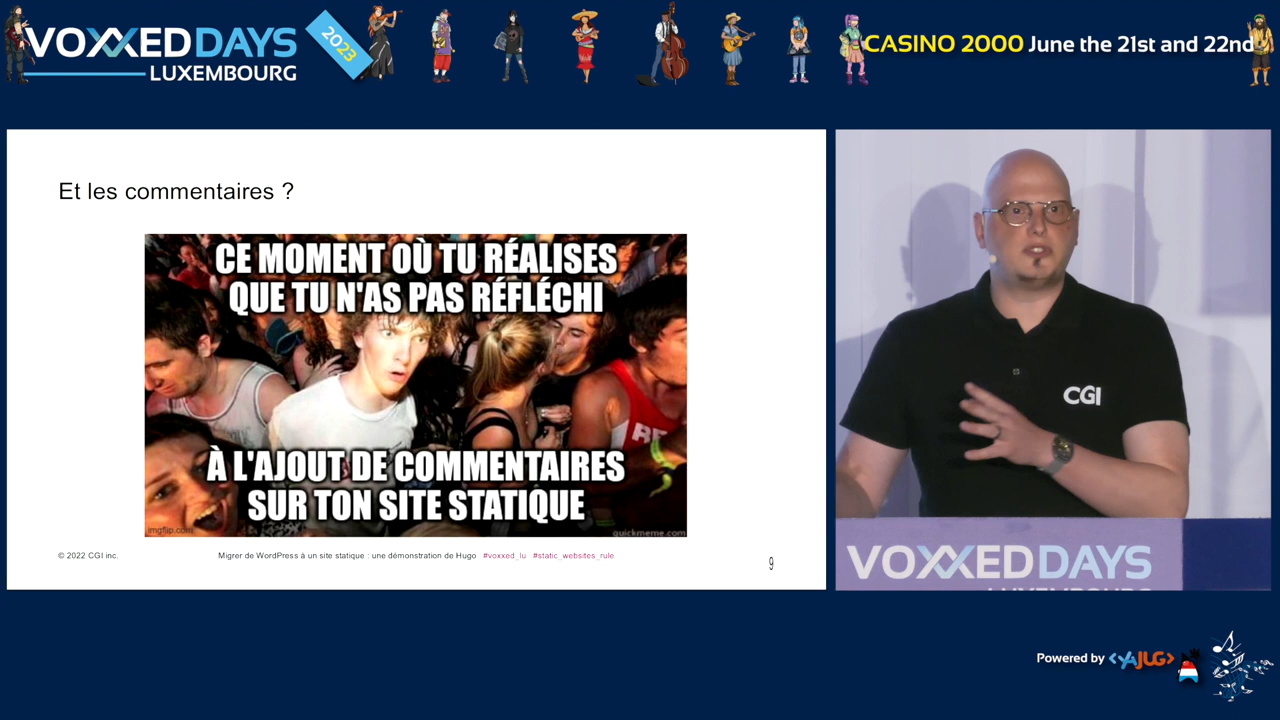 VOXXED DAYS
LUXEMBOURG
2023
CASINO 2000 June the 21st and 22nd
Et les commentaires ?
CE MOMENT OÙ TU RÉALISES
QUE TU N'AS PAS RÉFLÉCHI
À L'AJOUT DE COMMENTAIRES
SUR TON SITE STATIQUE
imgflip.com
quickmeme.com
© 2022 CGI inc.
Migrer de WordPress à un site statique : une démonstration de Hugo #voxxed_lu #static_websites_rule
9
CGI
VOXXED DAYS
LUXEMBOURG
Powered by <YAJUG>